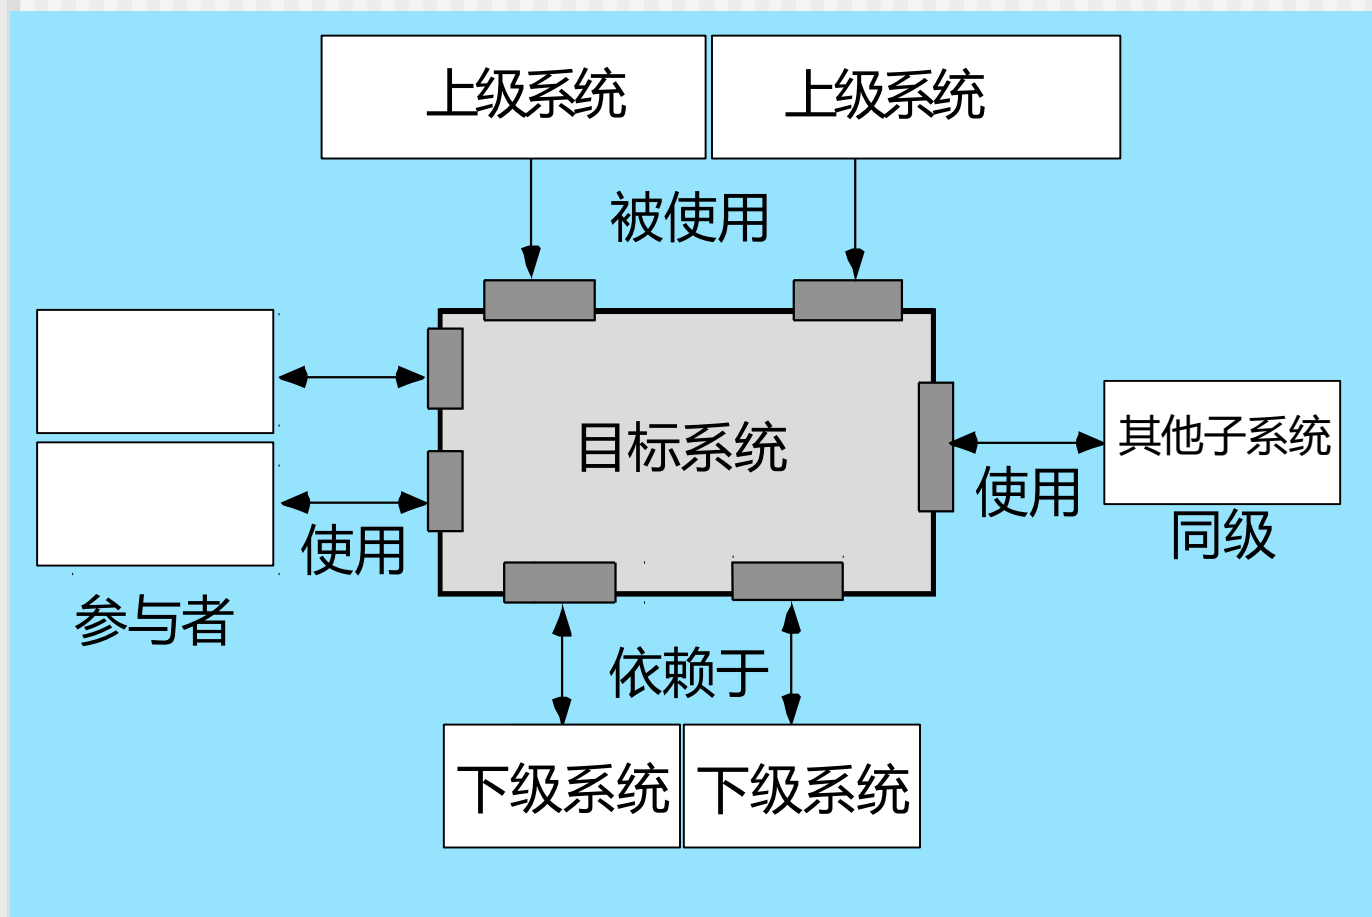 上级系统
上级系统
被使用
目标系统
其他子系统
使用
同级
使用
参与者
依赖于
下级系统
下级系统